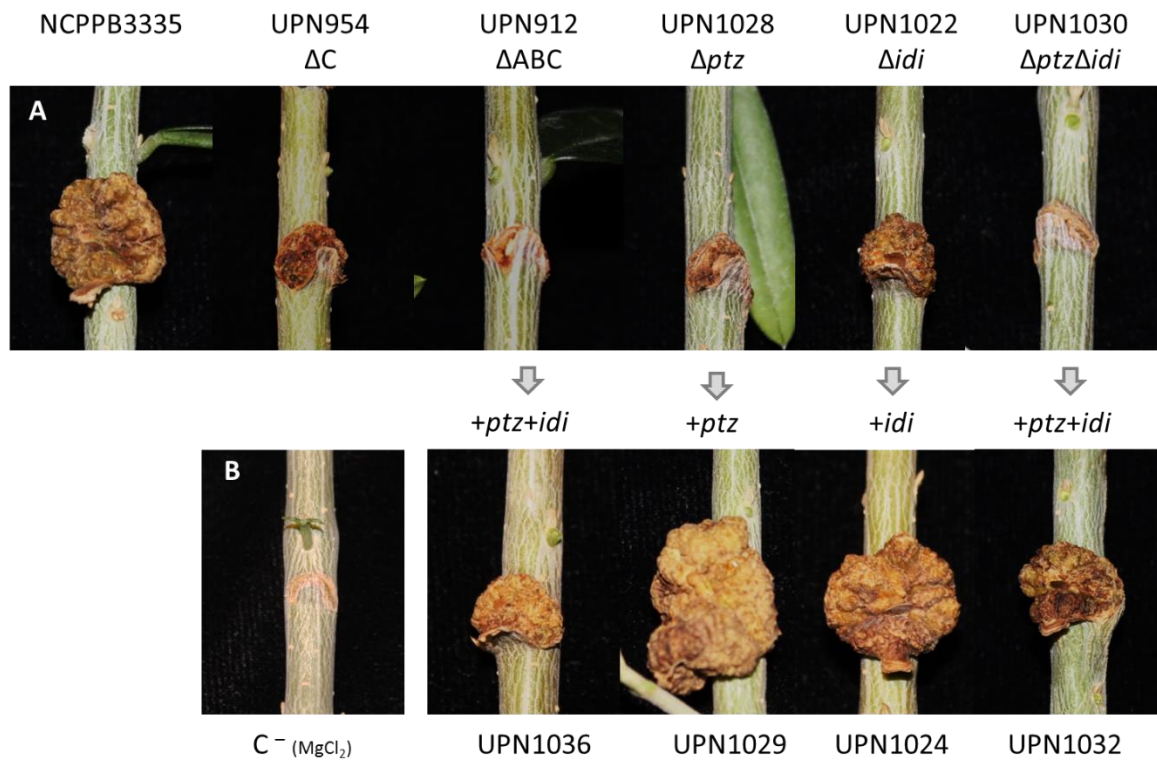 NCPPB3335 UPN954 UPN912 UPN1028 UPN1022 UPN1030
ΔC ΔABC Δptz Δidi ΔptzΔidi
A
+ptz+idi +ptz +idi +ptz+idi
B
C⁻ (MgCl₂) UPN1036 UPN1029 UPN1024 UPN1032